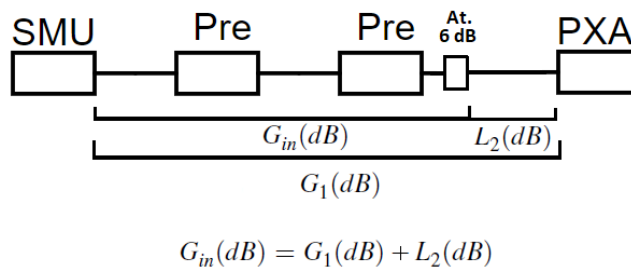 SMU Pre Pre At. 6 dB PXA
G_in(dB) L_2(dB)
G_1(dB)
G_in(dB) = G_1(dB) + L_2(dB)